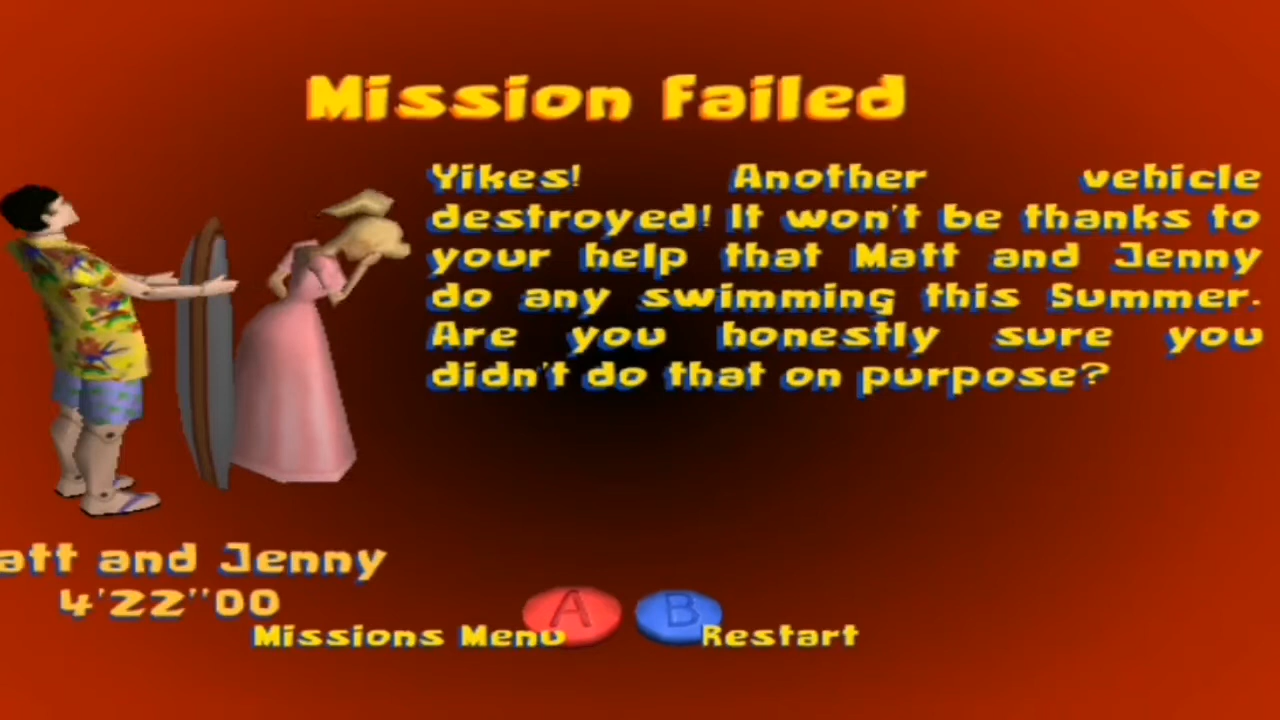 Mission Failed
Yikes! Another vehicle
destroyed! It won't be thanks to
your help that Matt and Jenny
do any swimming this Summer.
Are you honestly sure you
didn't do that on purpose?
att and Jenny
4'22"00
A B
Missions Menu Restart